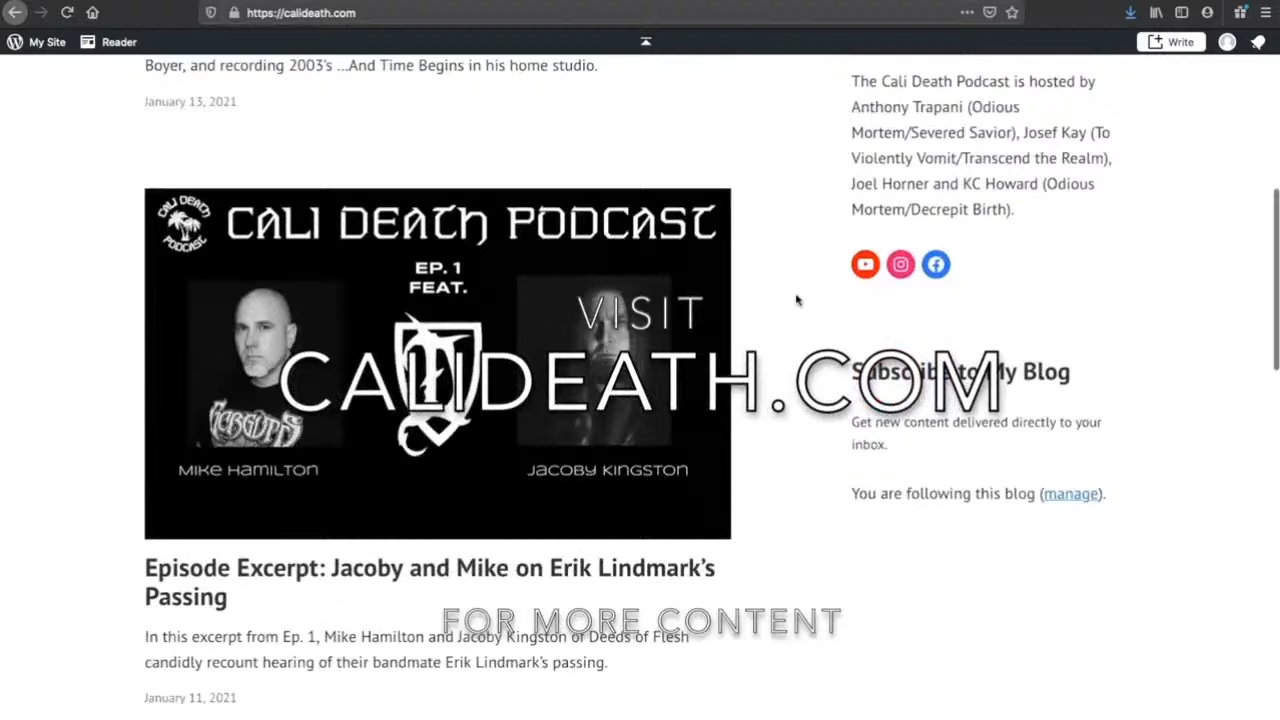 https://calideath.com
My Site
Reader
Write
Boyer, and recording 2003's ...And Time Begins in his home studio.
January 13, 2021
CALI DEATH
PODCAST
CALI DEATH PODCAST
EP. 1
FEAT.
MIKE HAMILTON
JACOBY KINGSTON
VISIT
CALIDEATH.COM
FOR MORE CONTENT
Episode Excerpt: Jacoby and Mike on Erik Lindmark's
Passing
In this excerpt from Ep. 1, Mike Hamilton and Jacoby Kingston of Deeds of Flesh
candidly recount hearing of their bandmate Erik Lindmark's passing.
January 11, 2021
The Cali Death Podcast is hosted by
Anthony Trapani (Odious
Mortem/Severed Savior), Josef Kay (To
Violently Vomit/Transcend the Realm),
Joel Horner and KC Howard (Odious
Mortem/Decrepit Birth).
Subscribe to My Blog
Get new content delivered directly to your
inbox.
You are following this blog (manage).